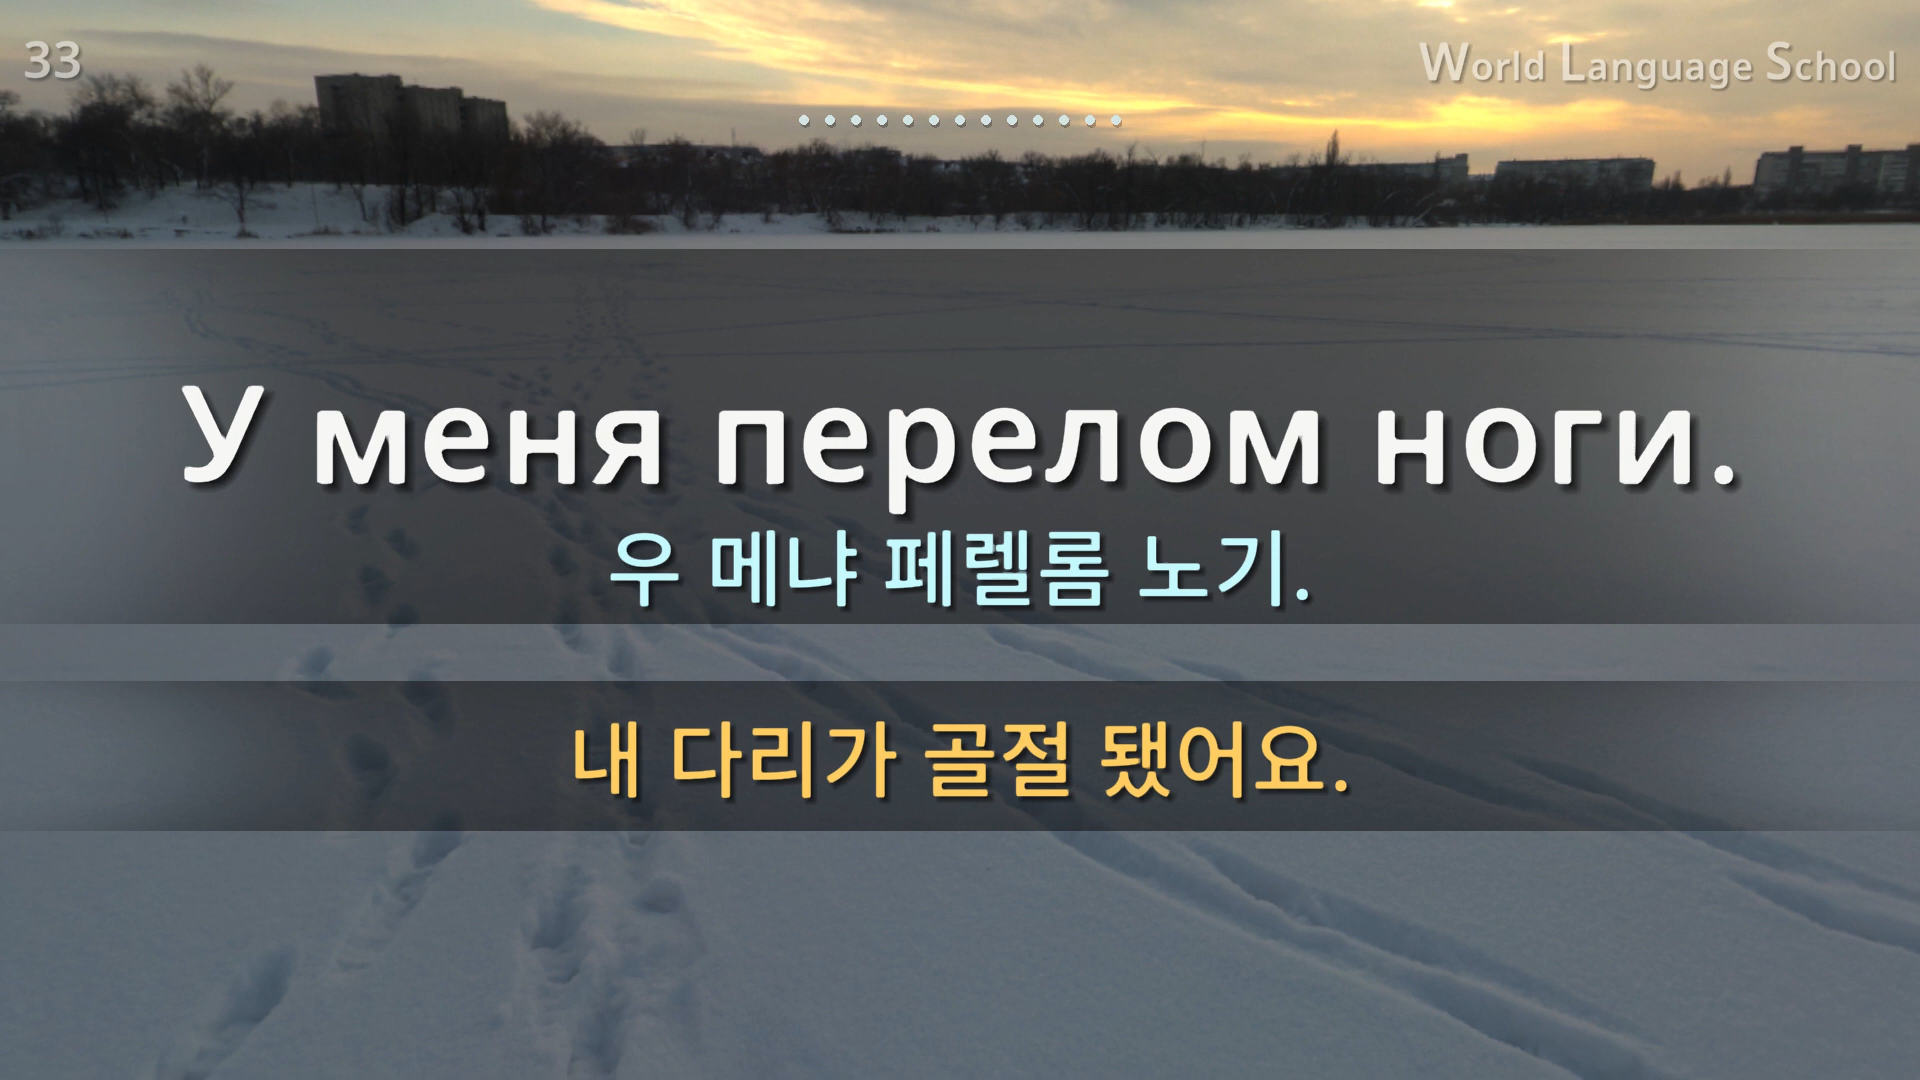 33
World Language School
У меня перелом ноги.
우 메냐 페렐롬 노기.
내 다리가 골절 됐어요.